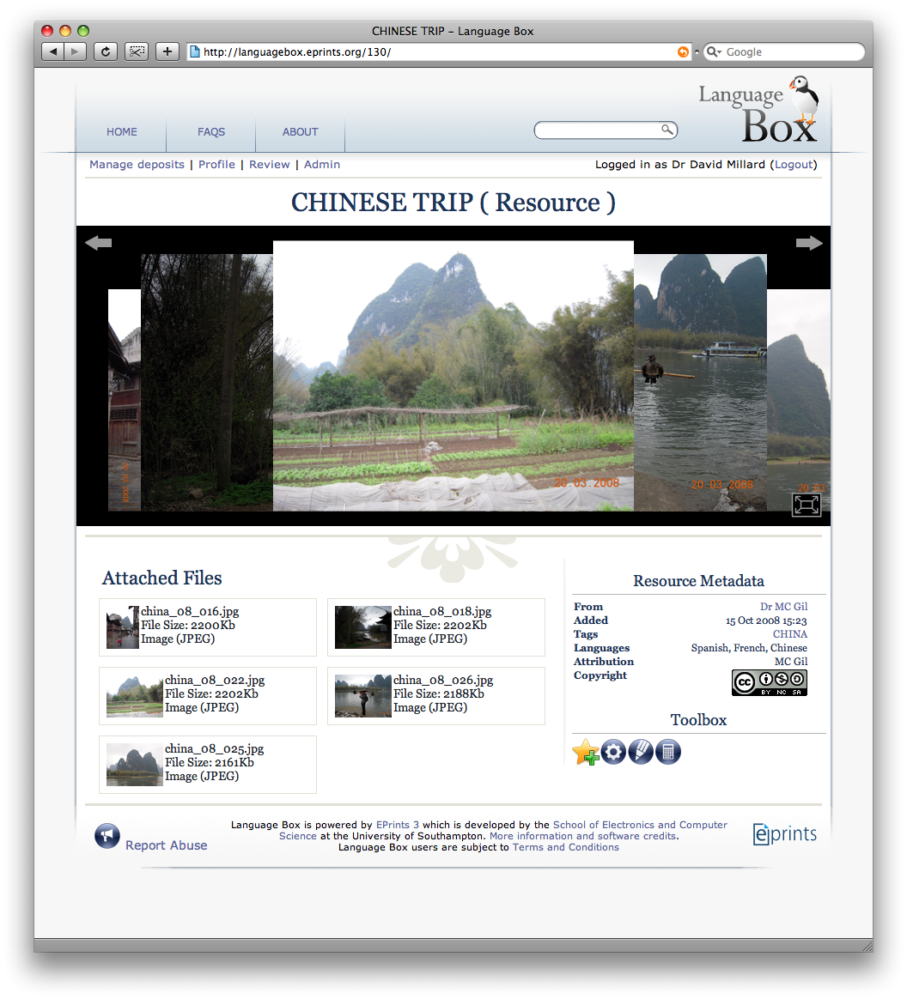 CHINESE TRIP – Language Box
http://languagebox.eprints.org/130/
Google
Language
Box
HOME
FAQS
ABOUT
Manage deposits | Profile | Review | Admin
Logged in as Dr David Millard (Logout)
CHINESE TRIP ( Resource )
20 03 2008
20 03 2008
20 03
Attached Files
china_08_016.jpg
File Size: 2200Kb
Image (JPEG)
china_08_018.jpg
File Size: 2202Kb
Image (JPEG)
china_08_022.jpg
File Size: 2202Kb
Image (JPEG)
china_08_026.jpg
File Size: 2188Kb
Image (JPEG)
china_08_025.jpg
File Size: 2161Kb
Image (JPEG)
Resource Metadata
From Dr MC Gil
Added 15 Oct 2008 15:23
Tags CHINA
Languages Spanish, French, Chinese
Attribution MC Gil
Copyright
cc
BY NC SA
Toolbox
Report Abuse
Language Box is powered by EPrints 3 which is developed by the School of Electronics and Computer
Science at the University of Southampton. More information and software credits.
Language Box users are subject to Terms and Conditions
eprints